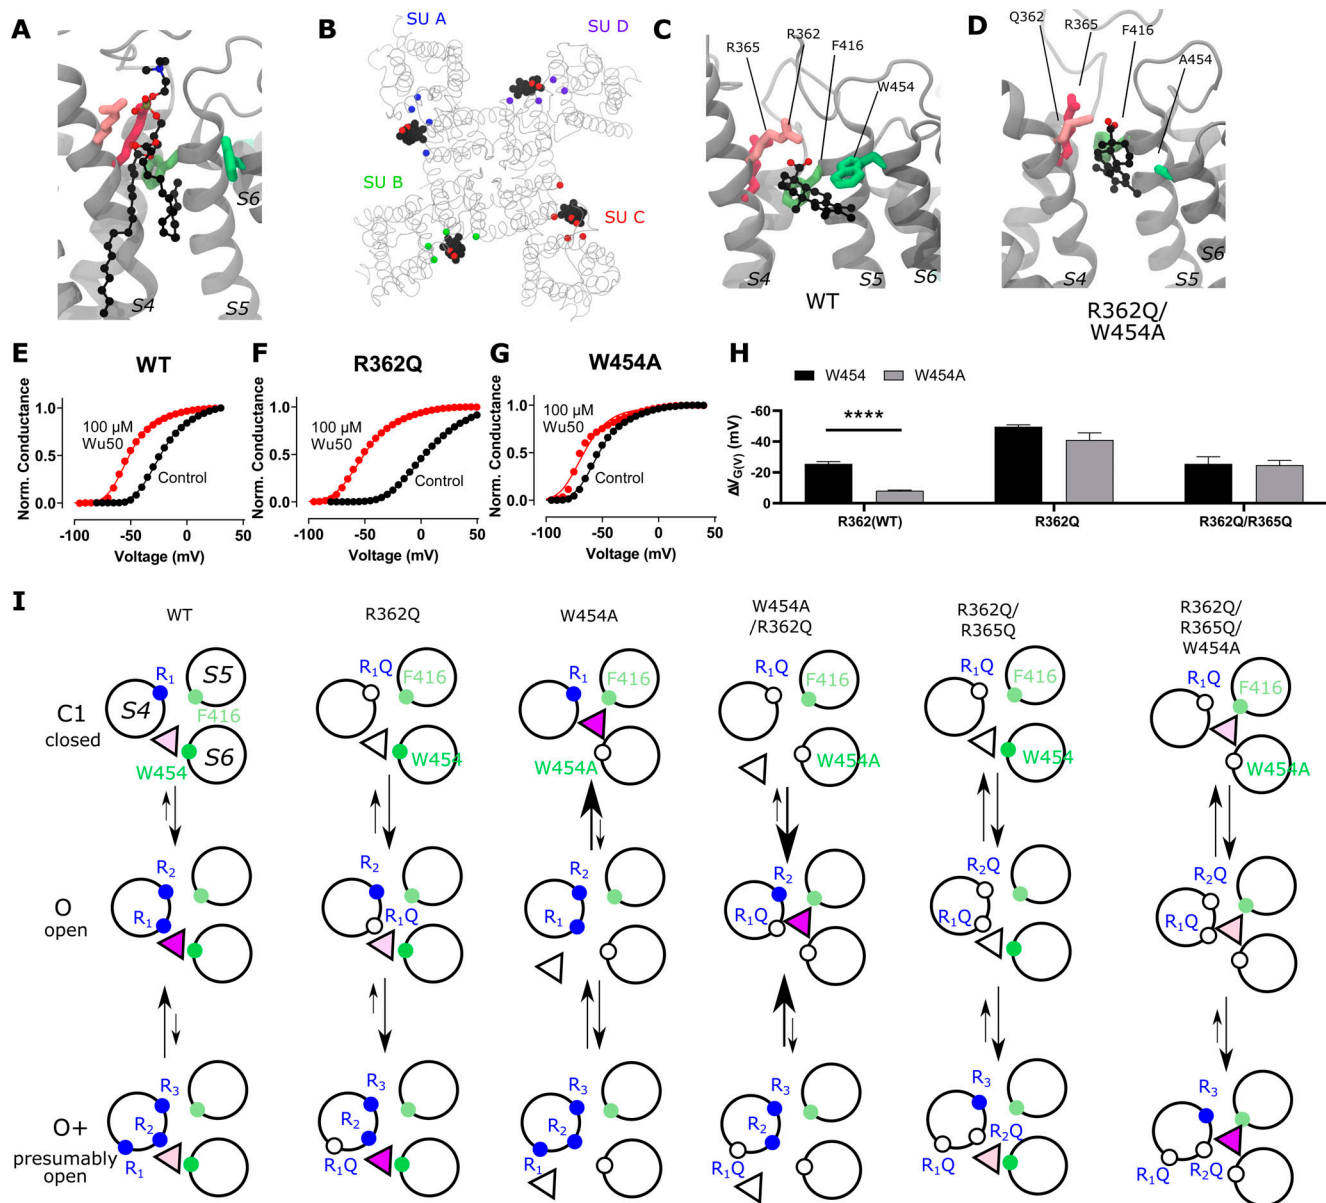 A
S4
S5
S6
B
SU A
SU D
SU B
SU C
C
R365
R362
F416
W454
S4
S5
S6
WT
D
Q362
R365
F416
A454
S4
S5
S6
R362Q/
W454A
E
WT
Norm. Conductance
1.0
0.5
0.0
100 µM
Wu50
Control
-100
-50
0
Voltage (mV)
F
R362Q
Norm. Conductance
1.0
0.5
0.0
100 µM
Wu50
Control
-100
-50
0
50
Voltage (mV)
G
W454A
Norm. Conductance
1.0
0.5
0.0
100 µM
Wu50
Control
-100
-50
0
50
Voltage (mV)
H
W454
W454A
ΔVG(V) (mV)
-60
-40
-20
0
****
R362(WT)
R362Q
R362Q/R365Q
I
WT
R362Q
W454A
W454A
/R362Q
R362Q/
R365Q
R362Q/
R365Q/
W454A
C1
closed
R1
S5
S4
F416
S6
W454
R1Q
F416
W454
R1
F416
W454A
R1Q
F416
W454A
R1Q
F416
W454
R1Q
F416
W454A
O
open
R2
R1
R2
R1Q
R2
R1
R2
R1Q
R2Q
R1Q
R2Q
R1Q
O+
presumably
open
R3
R2
R1
R3
R2
R1Q
R3
R2
R1
R3
R2
R1Q
R3
R2Q
R1Q
R3
R2Q
R1Q